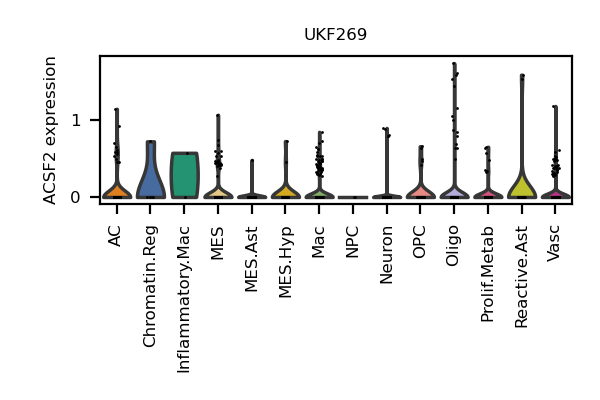 UKF269
ACSF2 expression
1
0
AC
Chromatin.Reg
Inflammatory.Mac
MES
MES.Ast
MES.Hyp
Mac
NPC
Neuron
OPC
Oligo
Prolif.Metab
Reactive.Ast
Vasc